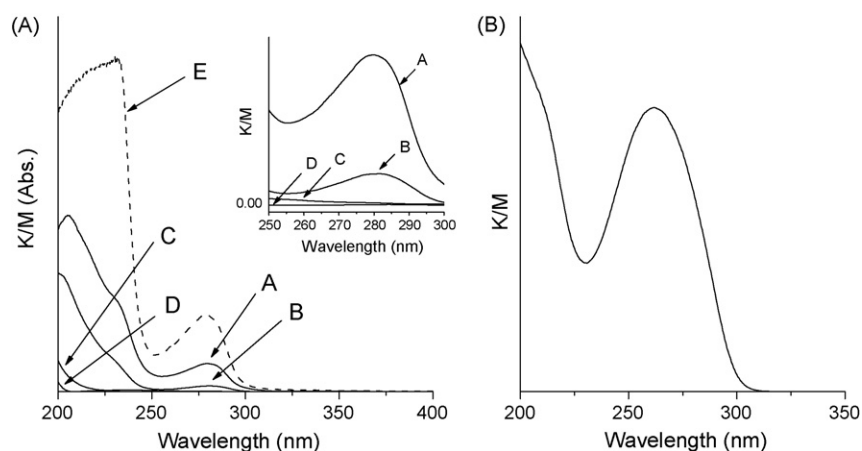 (A)
K/M (Abs.)
E
C
D
A
B
200 250 300 350 400
Wavelength (nm)
K/M
0.00
A
B
D
C
250 260 270 280 290 300
Wavelength (nm)
(B)
K/M
200 250 300 350
Wavelength (nm)